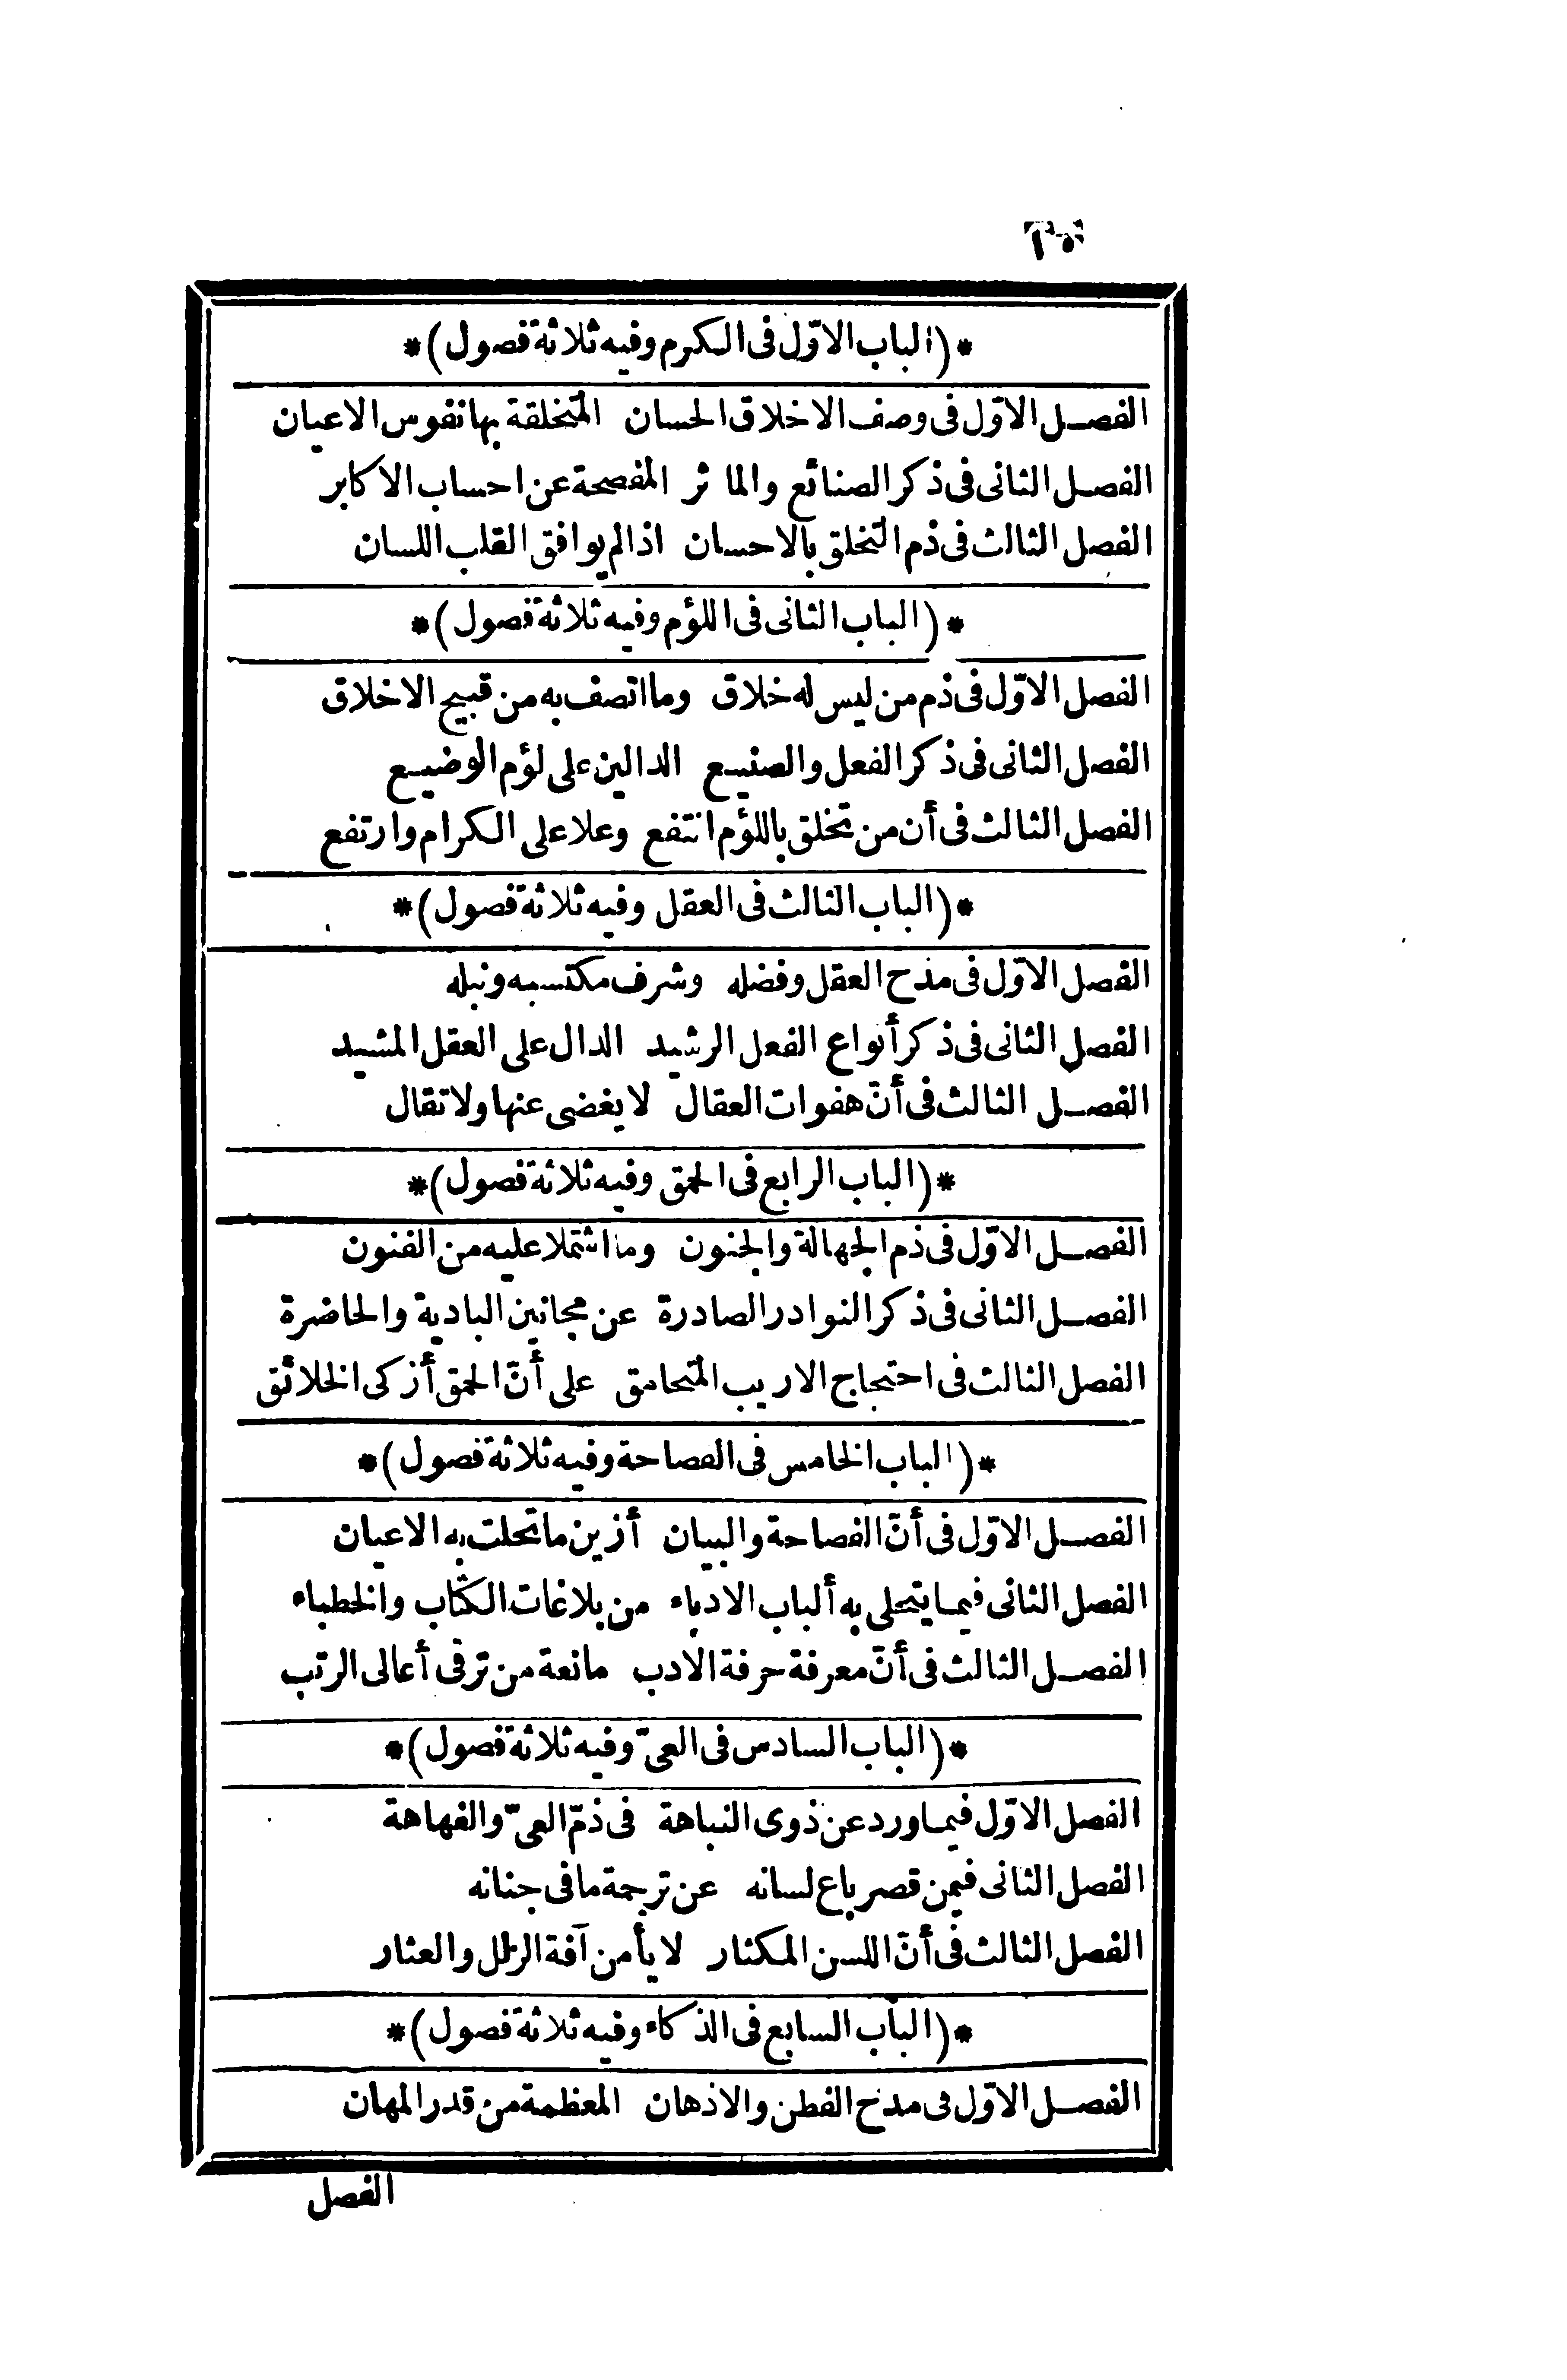 *(الباب الاوّل فى الكرم وفيه ثلاثة فصول)*
الفصل الاوّل فى وصف الاخلاق الحسان المتخلقة بها نفوس الاعيان
الفصل الثانى فى ذكر الصنائع والمآثر المفصحة عن احساب الاكابر
الفصل الثالث فى ذم التخلق بالاحسان اذا لم يوافق القلب اللسان
*(الباب الثانى فى اللؤم وفيه ثلاثة فصول)*
الفصل الاوّل فى ذم من ليس له خلاق وما اتصف به من قبيح الاخلاق
الفصل الثانى فى ذكر الفعل والصنيع الدالين على لؤم الوضيع
الفصل الثالث فى أن من تخلق باللؤم انتفع وعلا على الكرام وارتفع
*(الباب الثالث فى العقل وفيه ثلاثة فصول)*
الفصل الاوّل فى مدح العقل وفضله وشرف مكتسبه ونبله
الفصل الثانى فى ذكر أنواع الفعل الرشيد الدال على العقل المشيد
الفصل الثالث فى أنّ هفوات العقال لا يغضى عنها ولا تقال
*(الباب الرابع فى الحمق وفيه ثلاثة فصول)*
الفصل الاوّل فى ذم الجهالة والجنون وما اشتملا عليه من الفنون
الفصل الثانى فى ذكر النوادر الصادرة عن مجانين البادية والحاضرة
الفصل الثالث فى احتجاج الاريب المتحامق على أنّ الحمق أزكى الخلائق
*(الباب الخامس فى الفصاحة وفيه ثلاثة فصول)*
الفصل الاوّل فى أنّ الفصاحة والبيان أزين ما تحلت به الاعيان
الفصل الثانى فيما يتحلى به ألباب الادباء من بلاغات الكتّاب والخطباء
الفصل الثالث فى أنّ معرفة حرفة الادب مانعة من ترقى أعالى الرتب
*(الباب السادس فى العىّ وفيه ثلاثة فصول)*
الفصل الاوّل فيما ورد عن ذوى النباهة فى ذمّ العىّ والفهاهة
الفصل الثانى فيمن قصر باع لسانه عن ترجمة ما فى جنانه
الفصل الثالث فى أنّ اللسن المكثار لا يأمن آفة الزلل والعثار
*(الباب السابع فى الذكاء وفيه ثلاثة فصول)*
الفصل الاوّل فى مدح الفطن والاذهان المعظمة من قدر المهان
الفصل